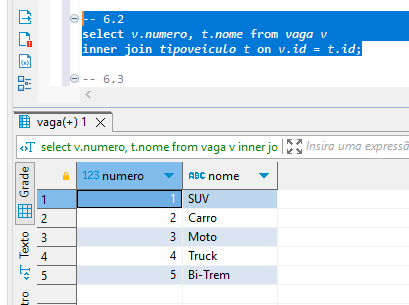 -- 6.2
select v.numero, t.nome from vaga v
inner join tipoveiculo t on v.id = t.id;
-- 6.3
vaga(+) 1
select v.numero, t.nome from vaga v inner jo
Insira uma expressã
Grade
Texto
tro
123 numero
ABC nome
1 1 SUV
2 2 Carro
3 3 Moto
4 4 Truck
5 5 Bi-Trem